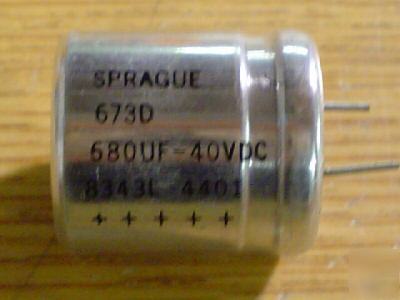 SPRAGUE
673D
680UF-40VDC
8343L 4401
+ + + + +